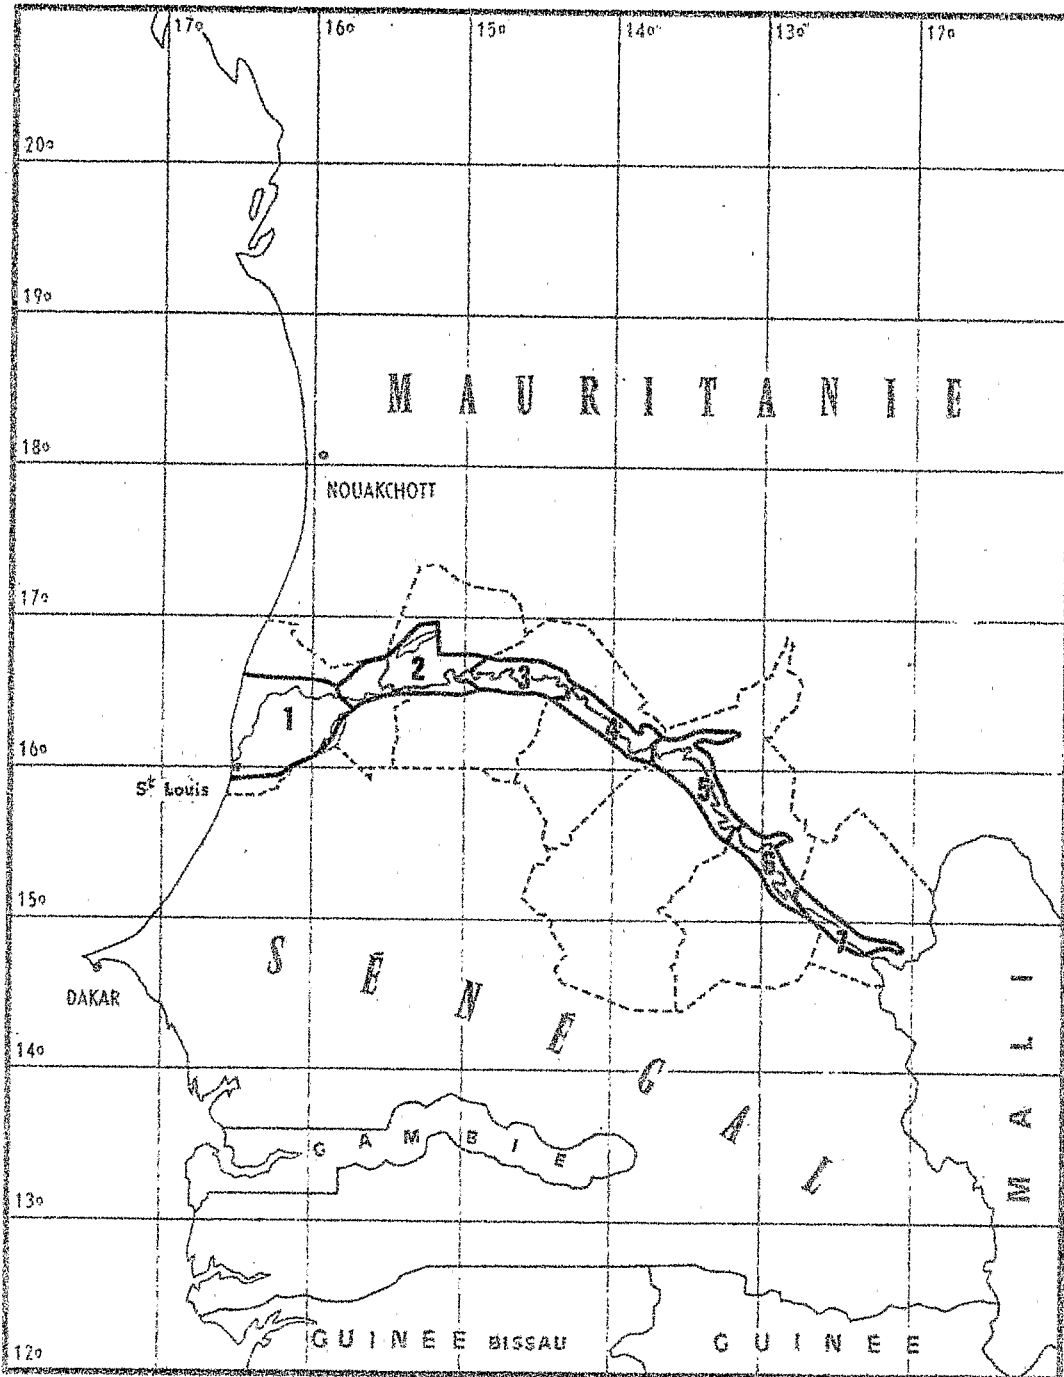 17° 16° 15° 14° 13° 12°
20°
19°
MAURITANIE
18°
NOUAKCHOTT
17°
2 3
1
4
16°
St Louis
5
6
15°
7
SENEGAL
DAKAR
MALI
14°
GAMBIE
13°
GUINEE BISSAU GUINEE
12°